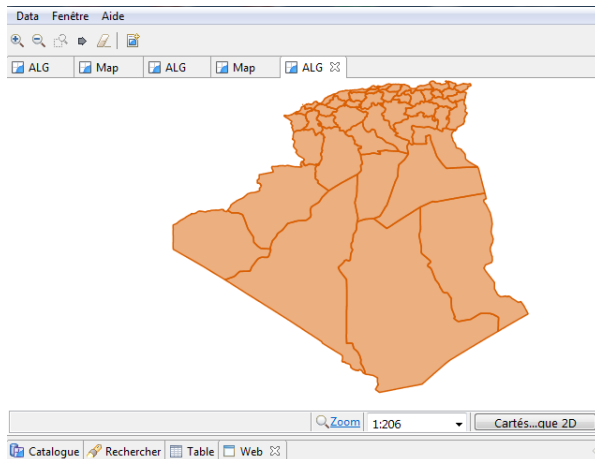 Data Fenêtre Aide
ALG Map ALG Map ALG
Zoom 1:206 Cartés...que 2D
Catalogue Rechercher Table Web